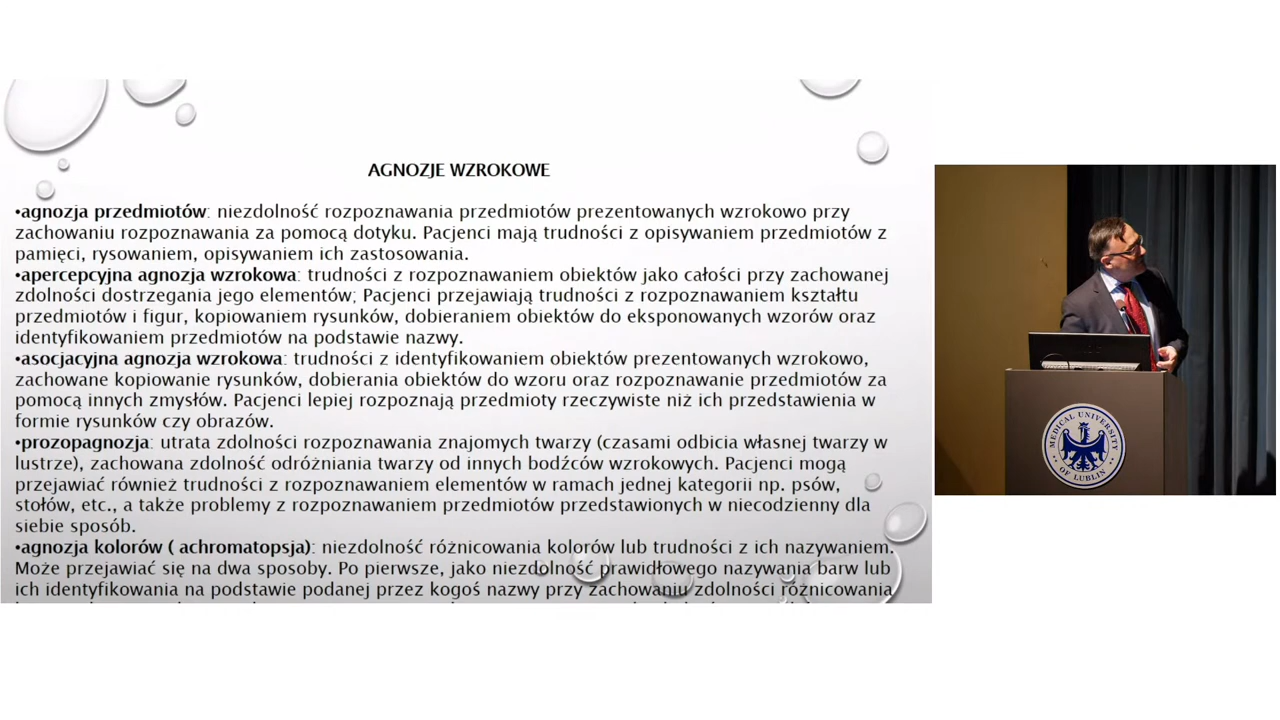 AGNOZJE WZROKOWE
•agnozja przedmiotów: niezdolność rozpoznawania przedmiotów prezentowanych wzrokowo przy
zachowaniu rozpoznawania za pomocą dotyku. Pacjenci mają trudności z opisywaniem przedmiotów z
pamięci, rysowaniem, opisywaniem ich zastosowania.
•apercepcyjna agnozja wzrokowa: trudności z rozpoznawaniem obiektów jako całości przy zachowanej
zdolności dostrzegania jego elementów; Pacjenci przejawiają trudności z rozpoznawaniem kształtu
przedmiotów i figur, kopiowaniem rysunków, dobieraniem obiektów do eksponowanych wzorów oraz
identyfikowaniem przedmiotów na podstawie nazwy.
•asocjacyjna agnozja wzrokowa: trudności z identyfikowaniem obiektów prezentowanych wzrokowo,
zachowane kopiowanie rysunków, dobierania obiektów do wzoru oraz rozpoznawanie przedmiotów za
pomocą innych zmysłów. Pacjenci lepiej rozpoznają przedmioty rzeczywiste niż ich przedstawienia w
formie rysunków czy obrazów.
•prozopagnozja: utrata zdolności rozpoznawania znajomych twarzy (czasami odbicia własnej twarzy w
lustrze), zachowana zdolność odróżniania twarzy od innych bodźców wzrokowych. Pacjenci mogą
przejawiać również trudności z rozpoznawaniem elementów w ramach jednej kategorii np. psów,
stołów, etc., a także problemy z rozpoznawaniem przedmiotów przedstawionych w niecodzienny dla
siebie sposób.
•agnozja kolorów ( achromatopsja): niezdolność różnicowania kolorów lub trudności z ich nazywaniem.
Może przejawiać się na dwa sposoby. Po pierwsze, jako niezdolność prawidłowego nazywania barw lub
ich identyfikowania na podstawie podanej przez kogoś nazwy przy zachowaniu zdolności różnicowania
MEDICAL UNIVERSITY
OF LUBLIN